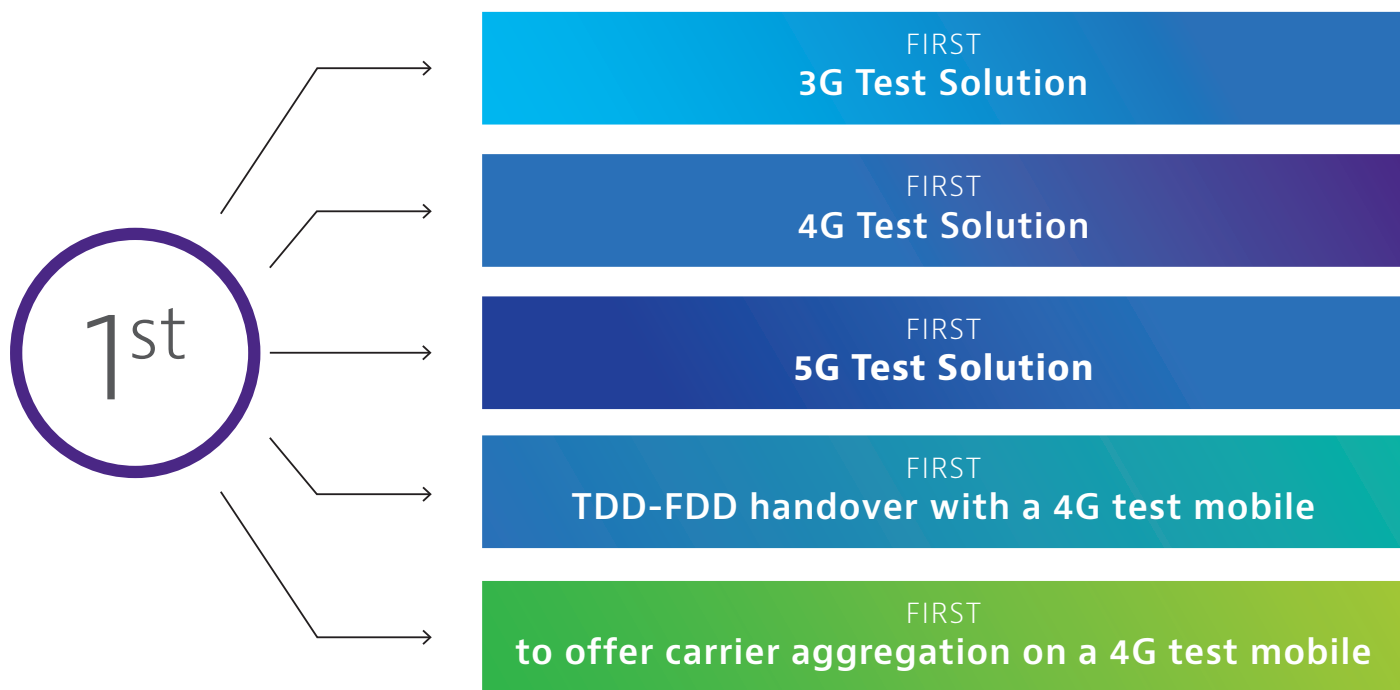 1st
FIRST
3G Test Solution
FIRST
4G Test Solution
FIRST
5G Test Solution
FIRST
TDD-FDD handover with a 4G test mobile
FIRST
to offer carrier aggregation on a 4G test mobile